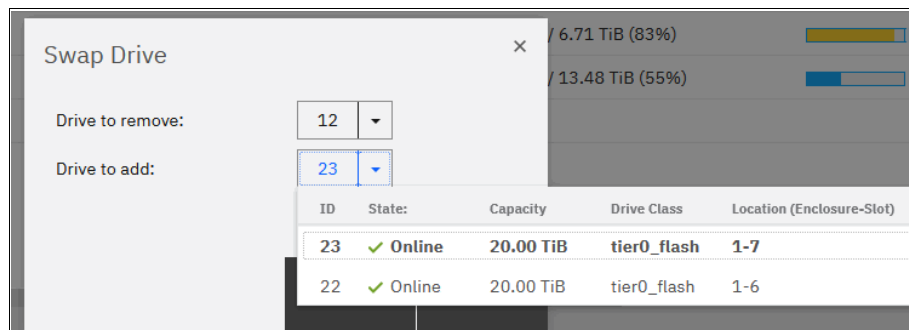 / 6.71 TiB (83%)
Swap Drive ×
/ 13.48 TiB (55%)
Drive to remove: 12
Drive to add: 23
ID State: Capacity Drive Class Location (Enclosure-Slot)
23 Online 20.00 TiB tier0_flash 1-7
22 Online 20.00 TiB tier0_flash 1-6